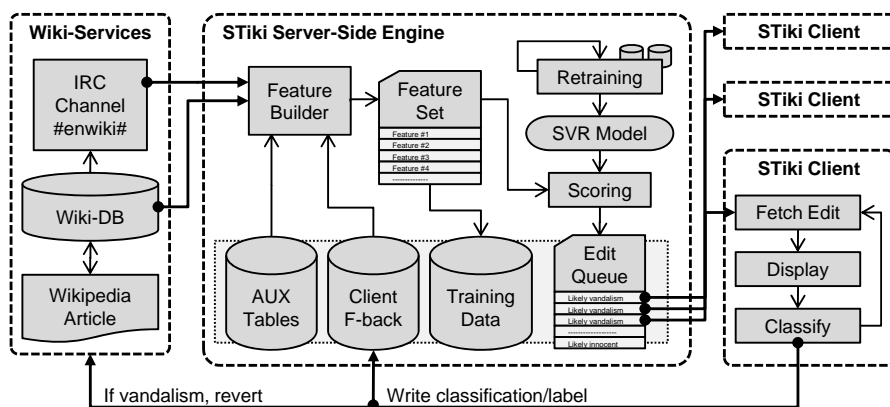 Wiki-Services
IRC
Channel
#enwiki#
Wiki-DB
Wikipedia
Article
STiki Server-Side Engine
Feature
Builder
Feature
Set
Feature #1
Feature #2
Feature #3
Feature #4
---------------
Retraining
SVR Model
Scoring
AUX
Tables
Client
F-back
Training
Data
Edit
Queue
Likely vandalism
Likely vandalism
Likely vandalism
---------------
Likely innocent
STiki Client
STiki Client
STiki Client
Fetch Edit
Display
Classify
If vandalism, revert
Write classification/label